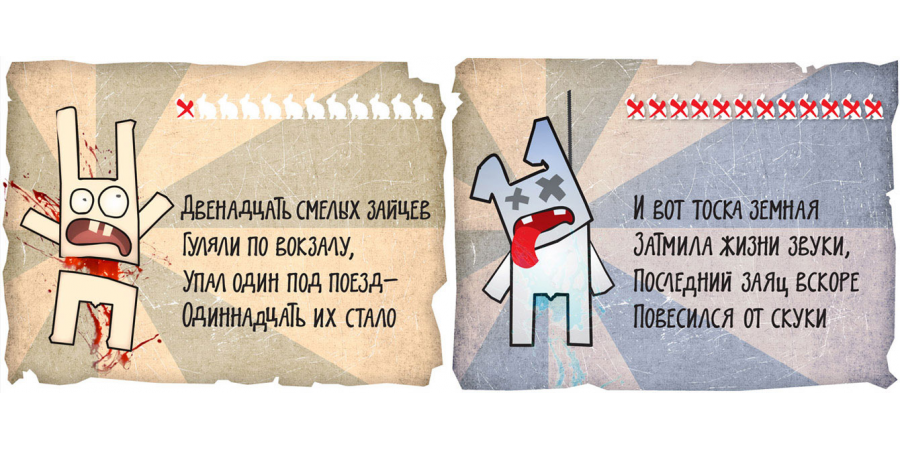 Двенадцать смелых зайцев
Гуляли по вокзалу,
Упал один под поезд–
Одиннадцать их стало
И вот тоска земная
Затмила жизни звуки,
Последний заяц вскоре
Повесился от скуки